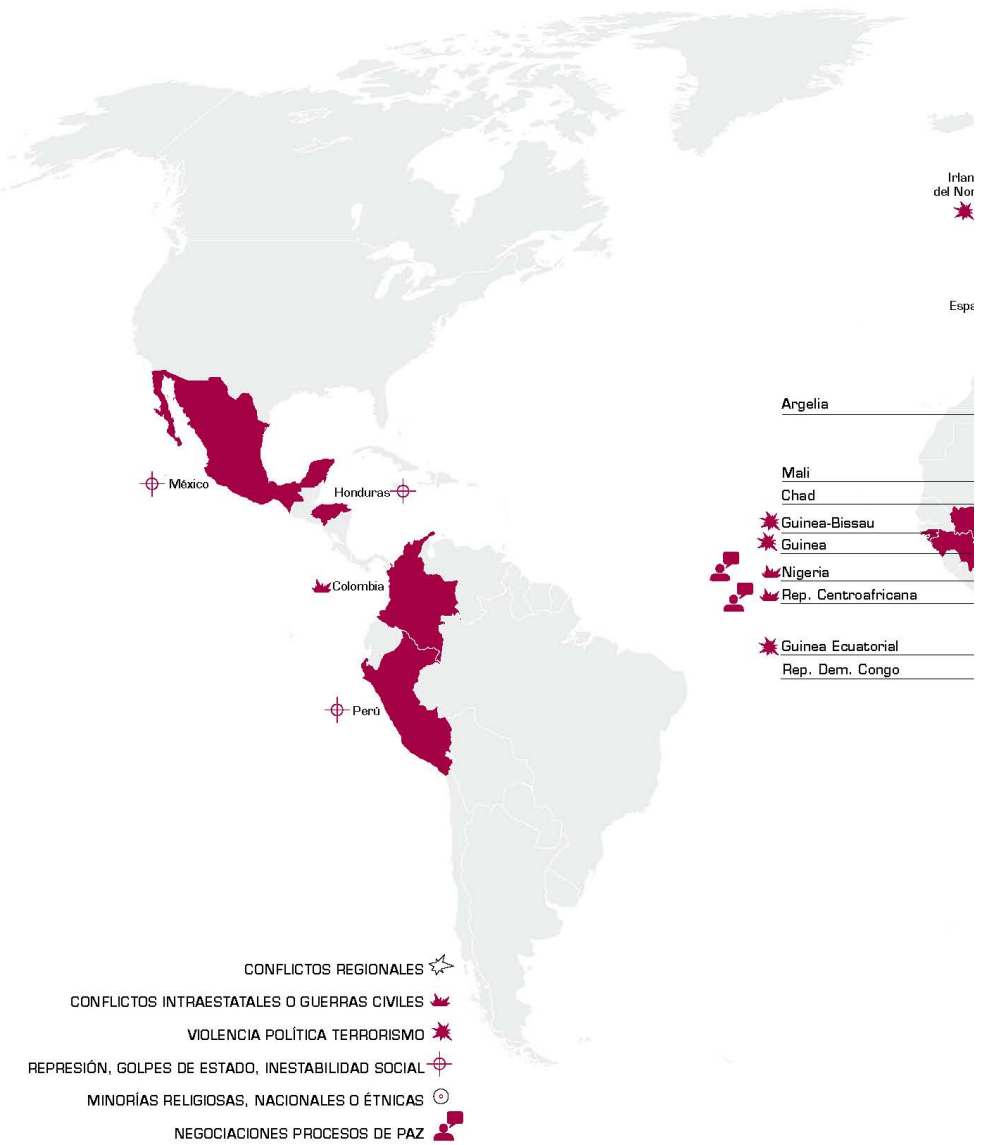 Irlan
del Nor
Espa
Argelia
Mali
Chad
Guinea-Bissau
Guinea
Nigeria
Rep. Centroafricana
Guinea Ecuatorial
Rep. Dem. Congo
México
Honduras
Colombia
Perú
CONFLICTOS REGIONALES
CONFLICTOS INTRAESTATALES O GUERRAS CIVILES
VIOLENCIA POLÍTICA TERRORISMO
REPRESIÓN, GOLPES DE ESTADO, INESTABILIDAD SOCIAL
MINORÍAS RELIGIOSAS, NACIONALES O ÉTNICAS
NEGOCIACIONES PROCESOS DE PAZ